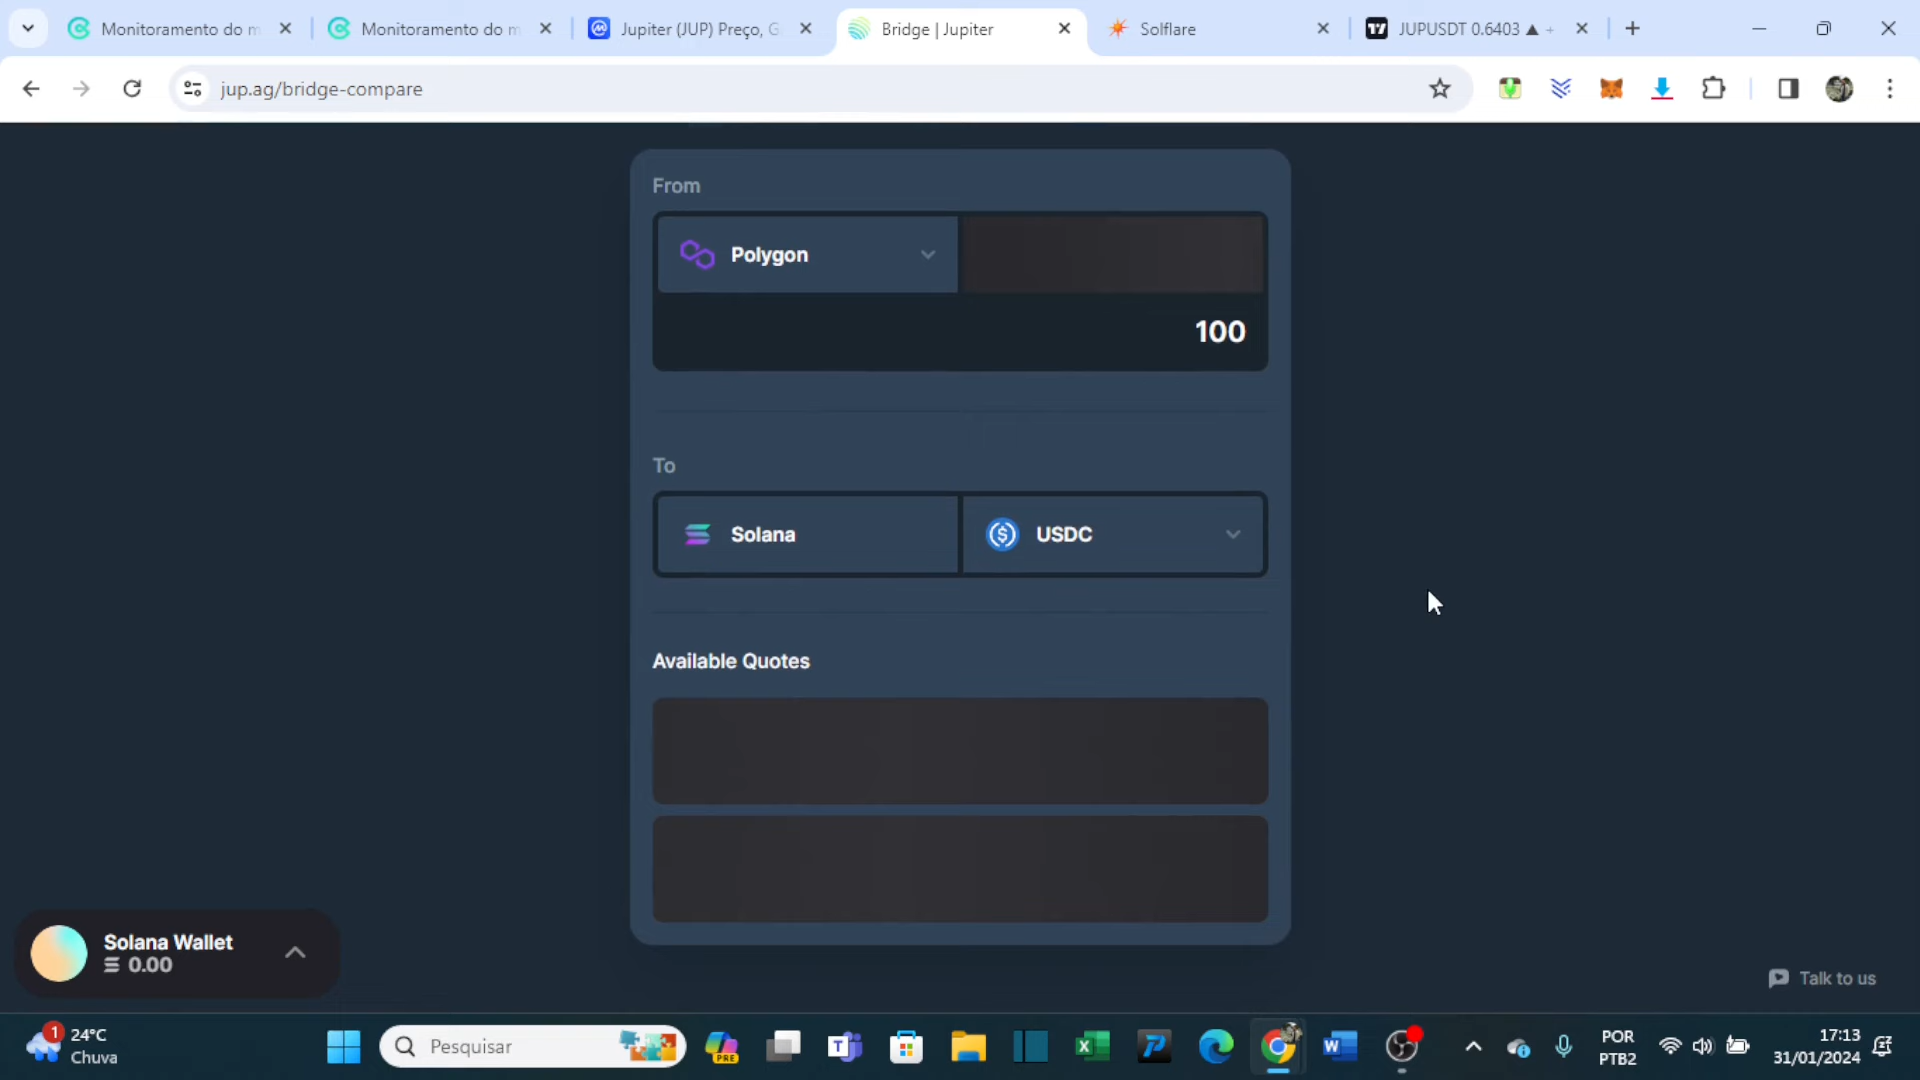 Monitoramento do m
Monitoramento do m
Jupiter (JUP) Preço, G
Bridge | Jupiter
Solflare
JUPUSDT 0.6403 ▲ +
jup.ag/bridge-compare
From
Polygon
100
To
Solana
USDC
Available Quotes
Solana Wallet
0.00
Talk to us
1
24°C
Chuva
Pesquisar
PRE
POR
PTB2
17:13
31/01/2024